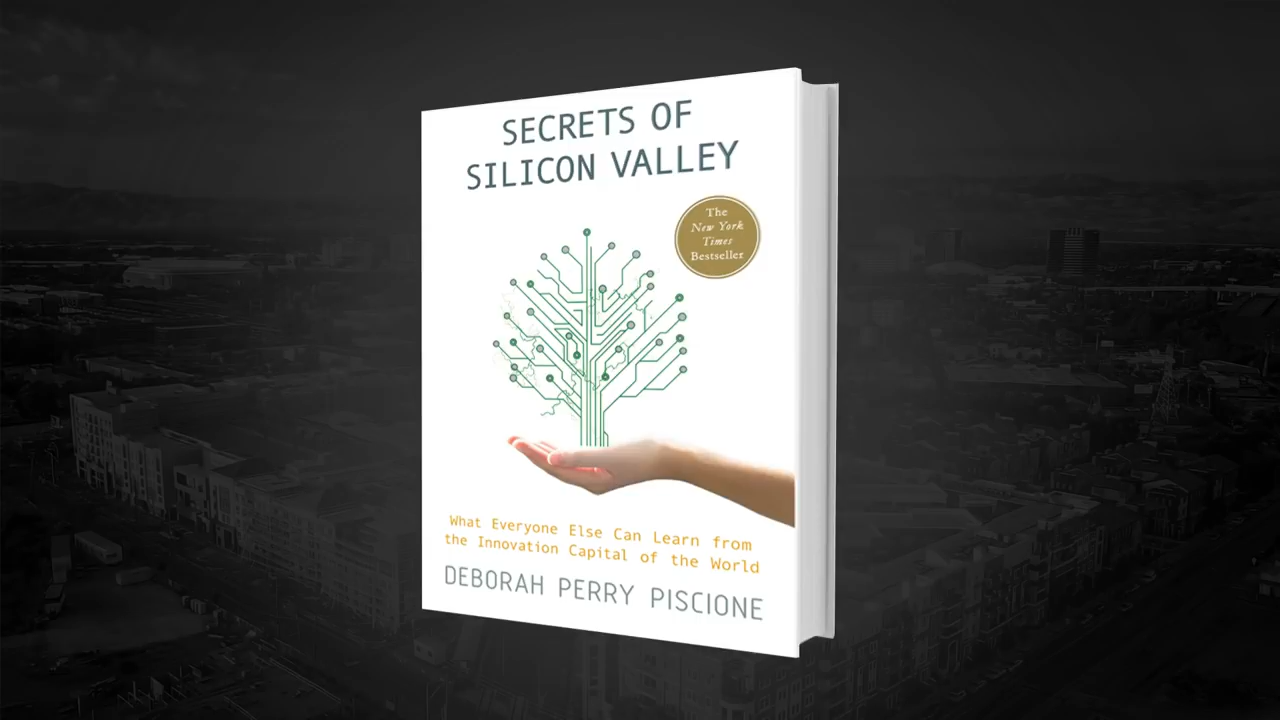 SECRETS OF
SILICON VALLEY
The
New York
Times
Bestseller
What Everyone Else Can Learn from
the Innovation Capital of the World
DEBORAH PERRY PISCIONE